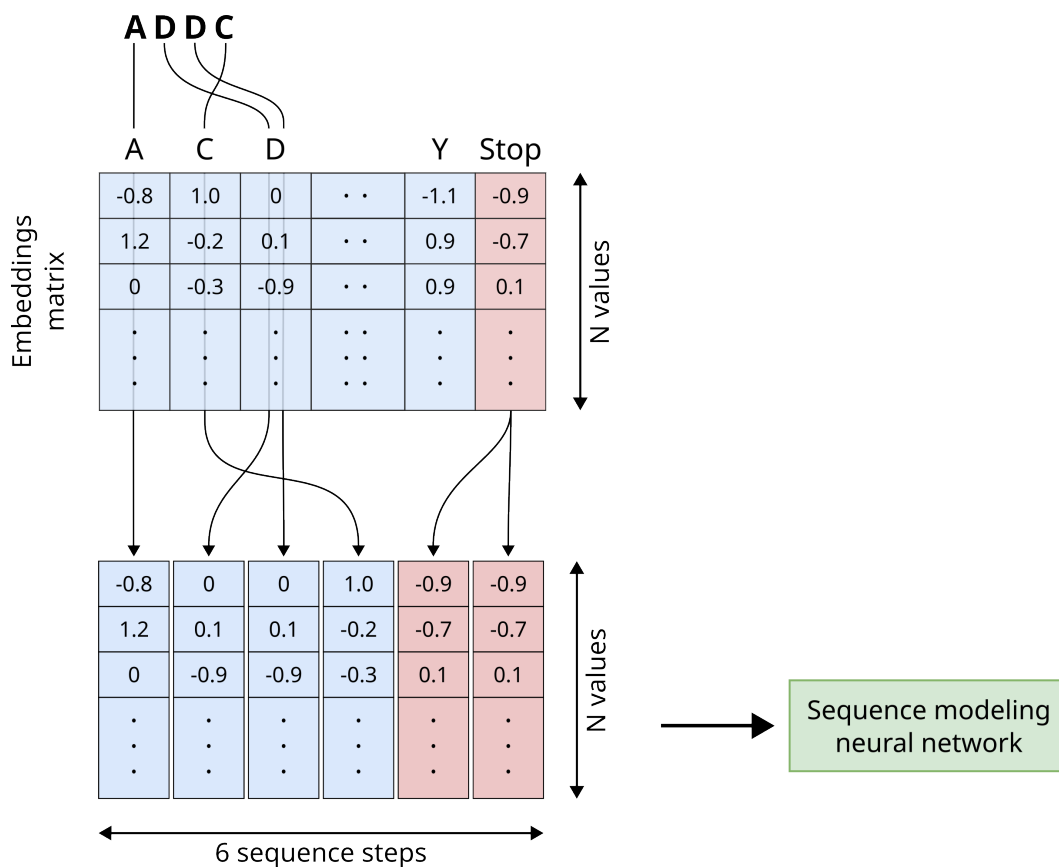 A D D C
A C D Y Stop
-0.8 1.0 0 · · -1.1 -0.9
1.2 -0.2 0.1 · · 0.9 -0.7
0 -0.3 -0.9 · · 0.9 0.1
Embeddings
matrix
N values
-0.8 0 0 1.0 -0.9 -0.9
1.2 0.1 0.1 -0.2 -0.7 -0.7
0 -0.9 -0.9 -0.3 0.1 0.1
N values
Sequence modeling
neural network
6 sequence steps